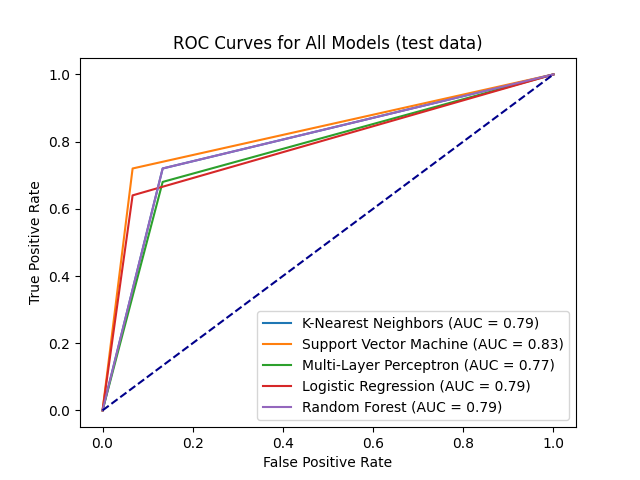 ROC Curves for All Models (test data)
1.0
0.8
0.6
0.4
0.2
0.0
True Positive Rate
K-Nearest Neighbors (AUC = 0.79)
Support Vector Machine (AUC = 0.83)
Multi-Layer Perceptron (AUC = 0.77)
Logistic Regression (AUC = 0.79)
Random Forest (AUC = 0.79)
0.0 0.2 0.4 0.6 0.8 1.0
False Positive Rate